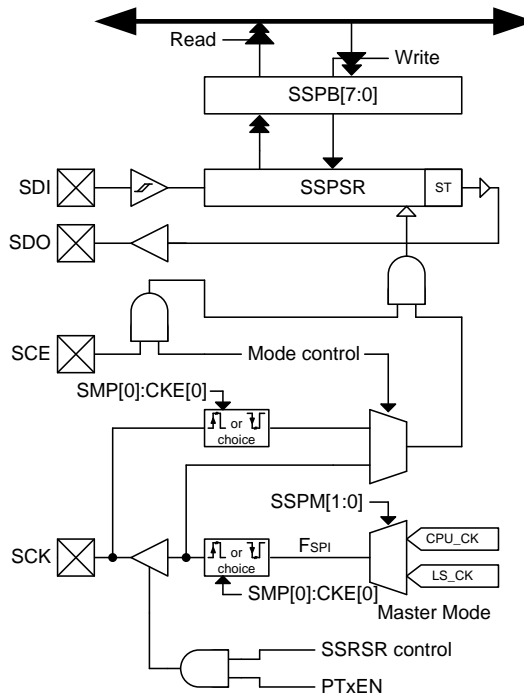 Read
Write
SSPB[7:0]
SDI
SSPSR
ST
SDO
SCE
Mode control
SMP[0]:CKE[0]
or
choice
SSPM[1:0]
SCK
or
choice
FSPI
CPU_CK
LS_CK
SMP[0]:CKE[0]
Master Mode
SSRSR control
PTxEN